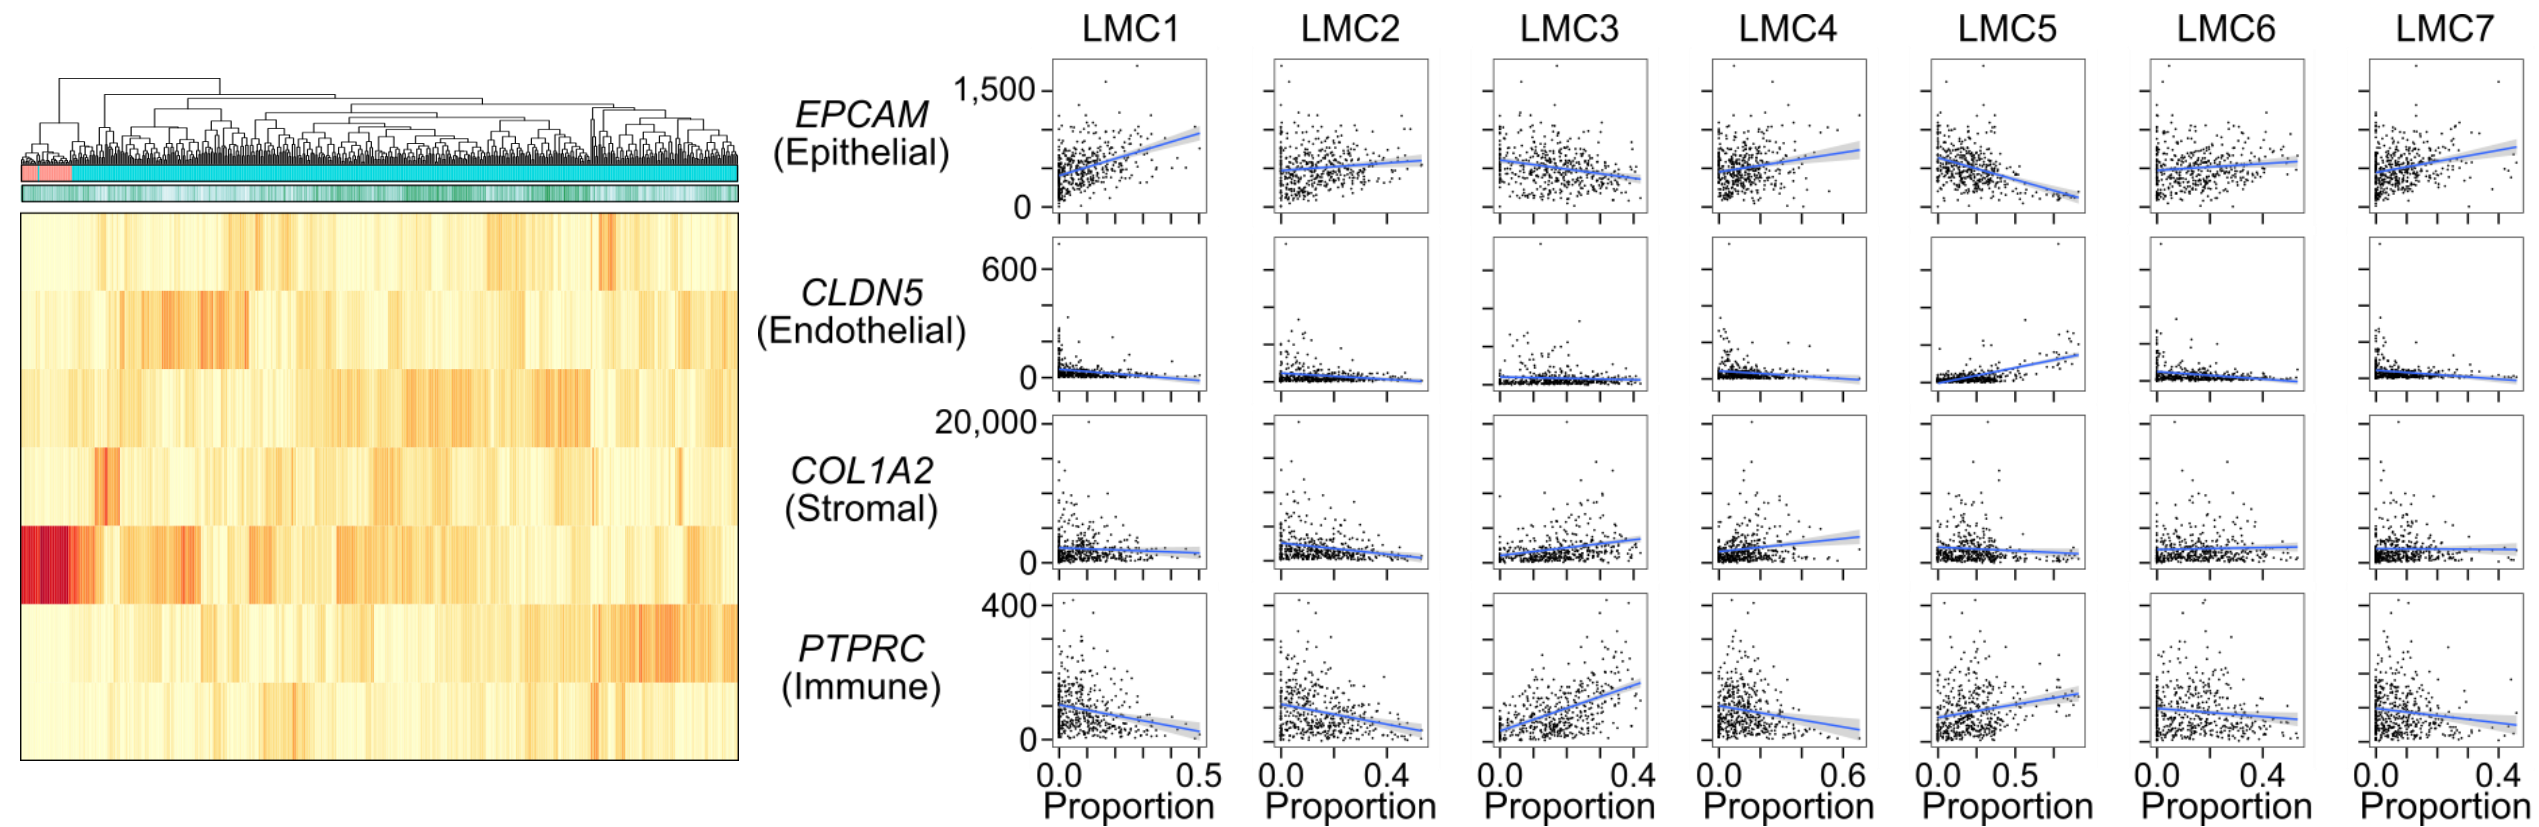 LMC1 LMC2 LMC3 LMC4 LMC5 LMC6 LMC7
1,500
EPCAM
(Epithelial)
0
600
CLDN5
(Endothelial)
0
20,000
COL1A2
(Stromal)
0
400
PTPRC
(Immune)
0
0.0 0.5 0.0 0.4 0.0 0.4 0.0 0.6 0.0 0.5 0.0 0.4 0.0 0.4
Proportion Proportion Proportion Proportion Proportion Proportion Proportion